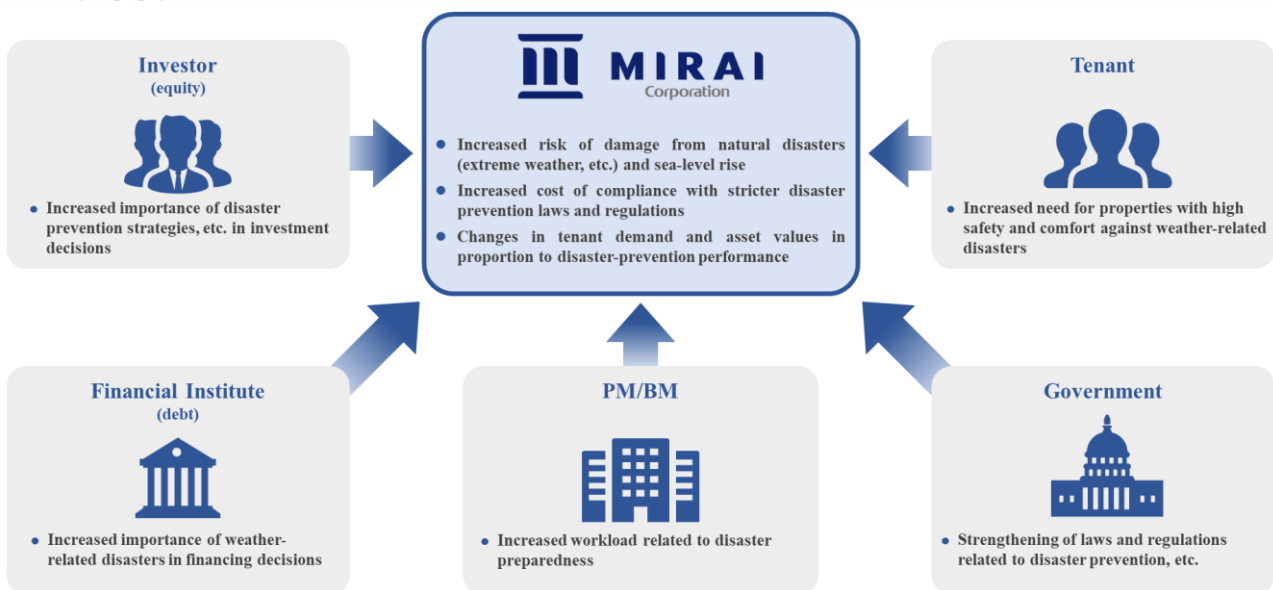 Investor
(equity)
• Increased importance of disaster
prevention strategies, etc. in investment
decisions
MIRAI
Corporation
• Increased risk of damage from natural disasters
(extreme weather, etc.) and sea-level rise
• Increased cost of compliance with stricter disaster
prevention laws and regulations
• Changes in tenant demand and asset values in
proportion to disaster-prevention performance
Tenant
• Increased need for properties with high
safety and comfort against weather-related
disasters
Financial Institute
(debt)
• Increased importance of weather-
related disasters in financing decisions
PM/BM
• Increased workload related to disaster
preparedness
Government
• Strengthening of laws and regulations
related to disaster prevention, etc.